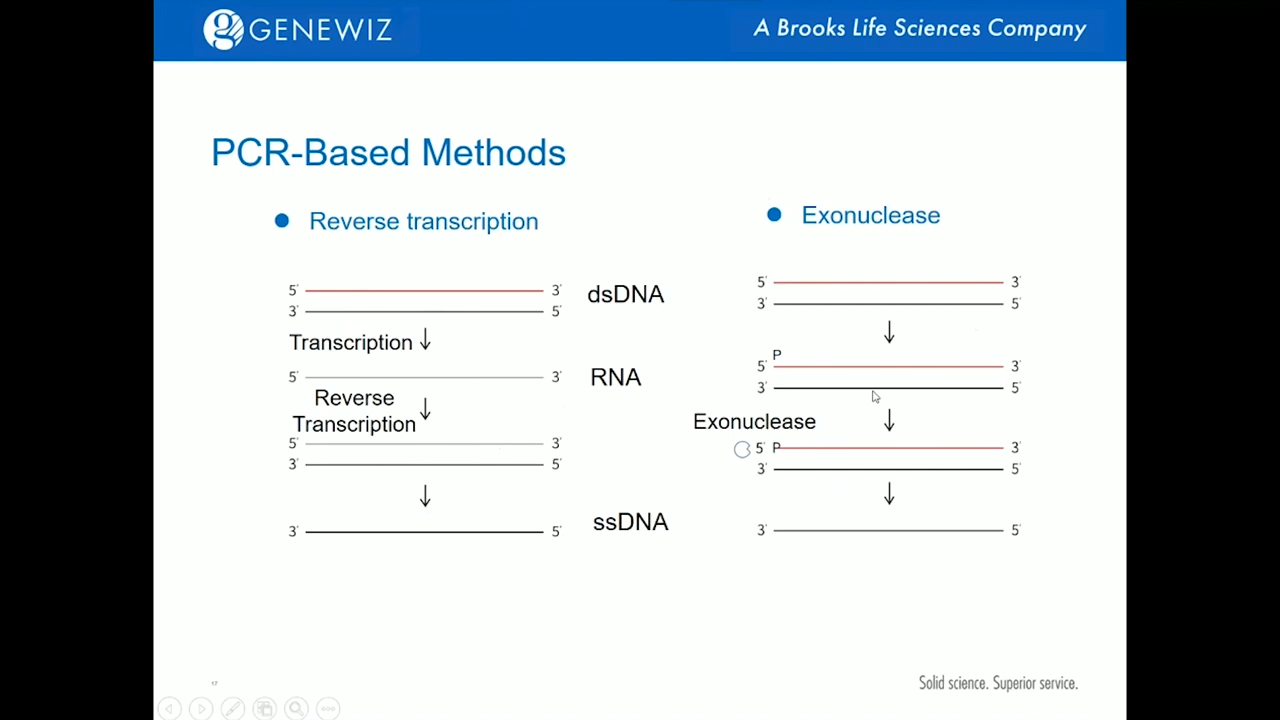 GENEWIZ
A Brooks Life Sciences Company
PCR-Based Methods
● Reverse transcription
5′ 3′
3′ 5′
dsDNA
Transcription ↓
5′ 3′
RNA
Reverse
Transcription ↓
5′ 3′
3′ 5′
↓
3′ 5′
ssDNA
● Exonuclease
5′ 3′
3′ 5′
↓
P
5′ 3′
3′ 5′
Exonuclease ↓
5′ P 3′
3′ 5′
↓
3′ 5′
17
Solid science. Superior service.